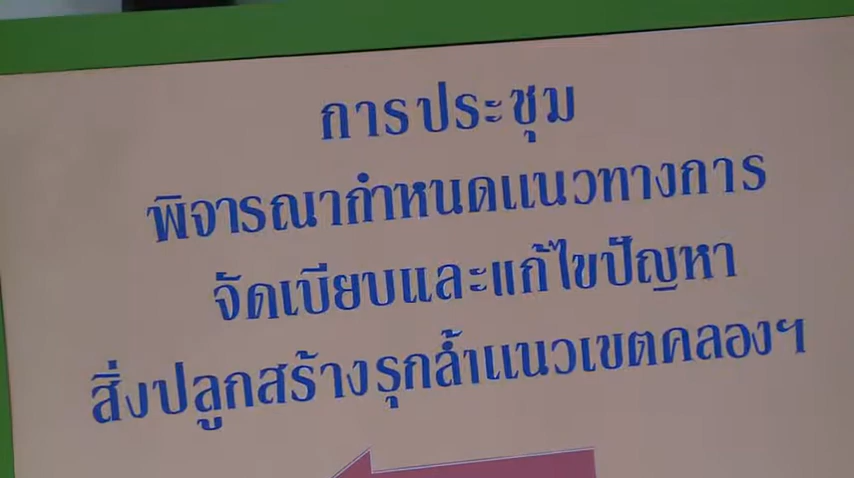 การประชุม
พิจารณากำหนดแนวทางการ
จัดเบียบและแก้ไขปัญหา
สิ่งปลูกสร้างรุกล้ำแนวเขตคลองฯ